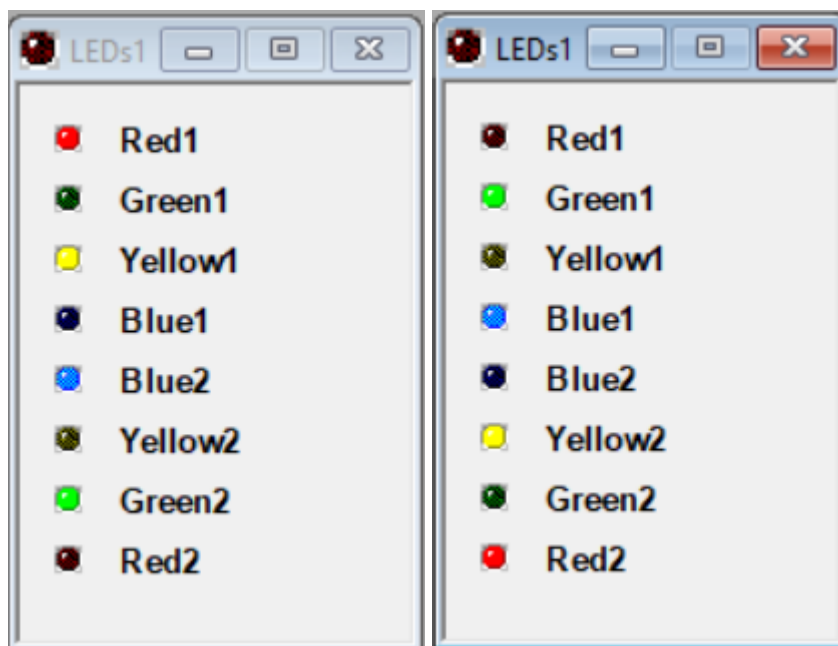 LEDs1
Red1
Green1
Yellow1
Blue1
Blue2
Yellow2
Green2
Red2
LEDs1
Red1
Green1
Yellow1
Blue1
Blue2
Yellow2
Green2
Red2